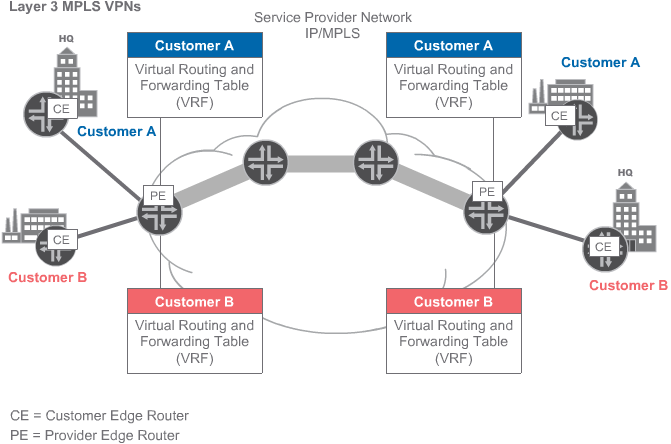 Layer 3 MPLS VPNs
Service Provider Network
IP/MPLS
HQ
CE
Customer A
Customer A
Virtual Routing and
Forwarding Table
(VRF)
Customer A
Virtual Routing and
Forwarding Table
(VRF)
Customer A
CE
PE
PE
HQ
CE
Customer B
CE
Customer B
Customer B
Virtual Routing and
Forwarding Table
(VRF)
Customer B
Virtual Routing and
Forwarding Table
(VRF)
CE = Customer Edge Router
PE = Provider Edge Router